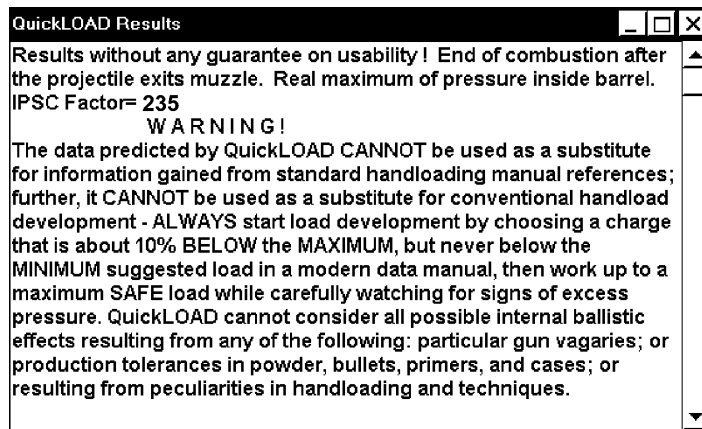 QuickLOAD Results
Results without any guarantee on usability ! End of combustion after
the projectile exits muzzle. Real maximum of pressure inside barrel.
IPSC Factor= 235
W A R N I N G !
The data predicted by QuickLOAD CANNOT be used as a substitute
for information gained from standard handloading manual references;
further, it CANNOT be used as a substitute for conventional handload
development - ALWAYS start load development by choosing a charge
that is about 10% BELOW the MAXIMUM, but never below the
MINIMUM suggested load in a modern data manual, then work up to a
maximum SAFE load while carefully watching for signs of excess
pressure. QuickLOAD cannot consider all possible internal ballistic
effects resulting from any of the following: particular gun vagaries; or
production tolerances in powder, bullets, primers, and cases; or
resulting from peculiarities in handloading and techniques.